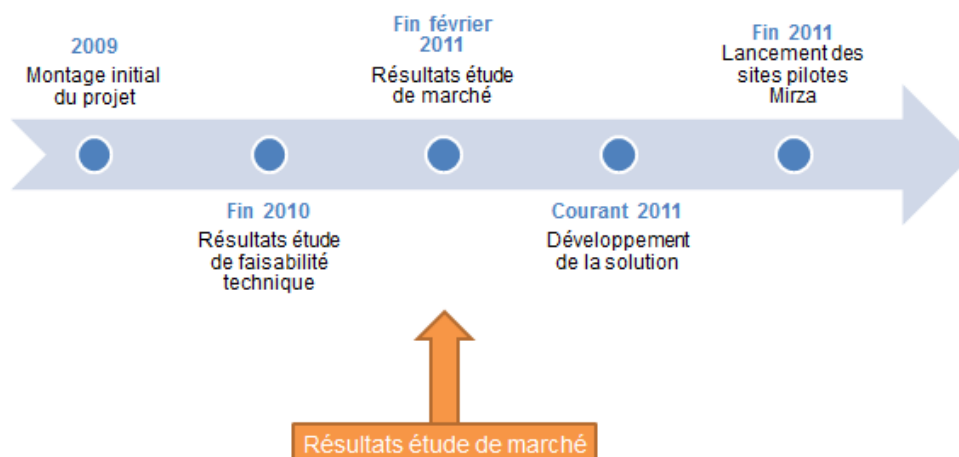 2009
Montage initial
du projet
Fin 2010
Résultats étude
de faisabilité
technique
Fin février
2011
Résultats étude
de marché
Courant 2011
Développement
de la solution
Fin 2011
Lancement des
sites pilotes
Mirza
Résultats étude de marché